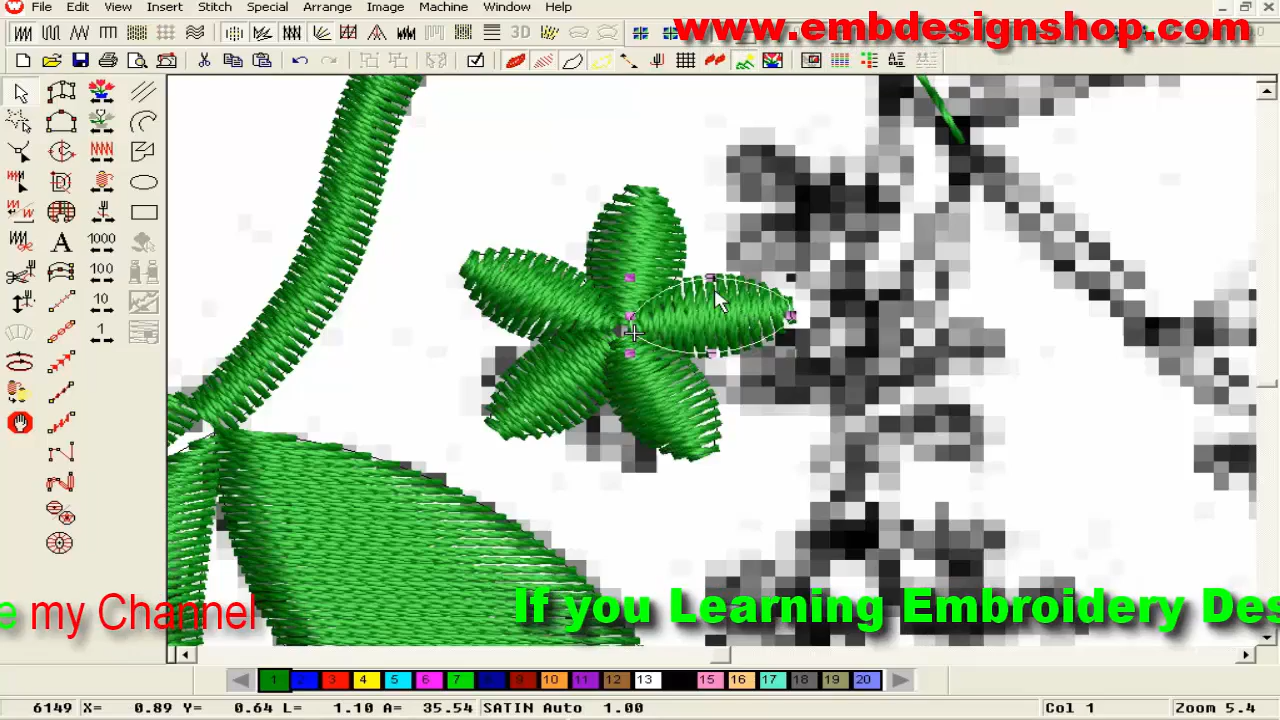 File Edit View Insert Stitch Special Arrange Image Machine Window Help
www.embdesignshop.com
3D
A 1000
100
10
1
e my Channel
If you Learning Embroidery Des
1 2 3 4 5 6 7 8 9 10 11 12 13 15 16 17 18 19 20
6149 X= 0.89 Y= 0.64 L= 1.10 A= 35.54 SATIN Auto 1.00 Col 1 Zoom 5.4